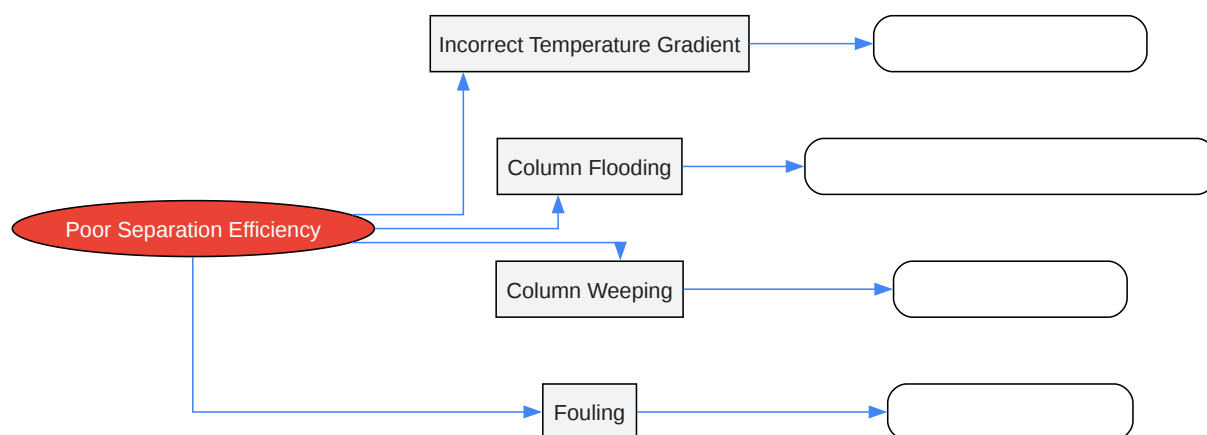 Incorrect Temperature Gradient
Column Flooding
Poor Separation Efficiency
Column Weeping
Fouling